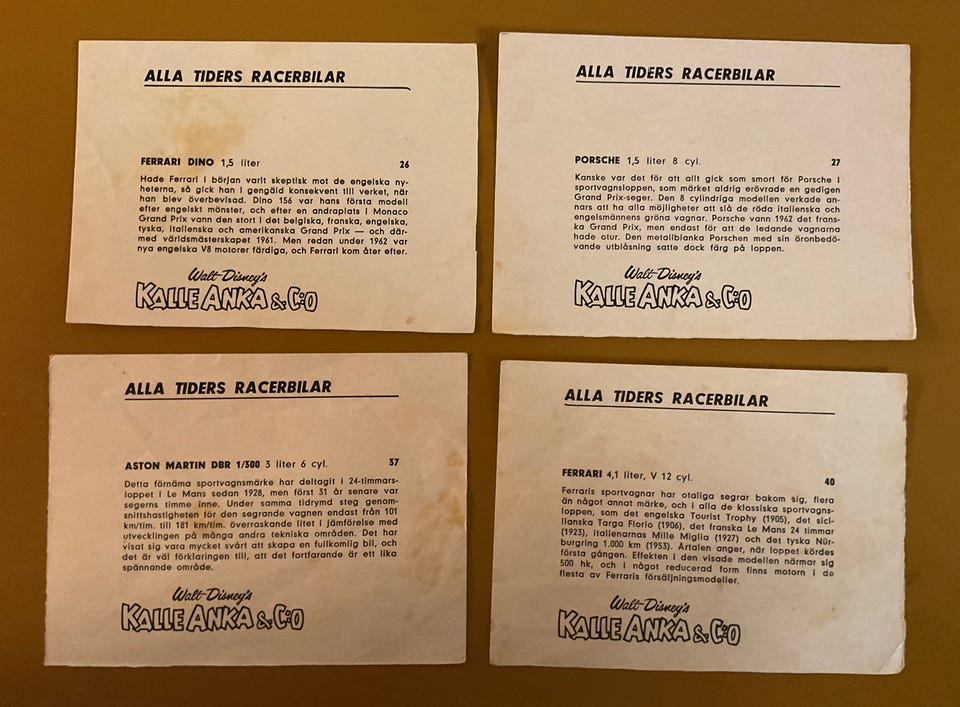 ALLA TIDERS RACERBILAR
FERRARI DINO 1,5 liter 26
Hade Ferrari i början varit skeptisk mot de engelska ny-
heterna, så gick han i gengäld konsekvent till verket, när
han blev överbevisad. Dino 156 var hans första modell
efter engelskt mönster, och efter en andraplats i Monaco
Grand Prix vann den stort i det belgiska, franska, engelska,
tyska, italienska och amerikanska Grand Prix — och där-
med världsmästerskapet 1961. Men redan under 1962 var
nya engelska V8 motorer färdiga, och Ferrari kom åter efter.
Walt Disney's
KALLE ANKA & C:O
ALLA TIDERS RACERBILAR
PORSCHE 1,5 liter 8 cyl. 27
Kanske var det för att allt gick som smort för Porsche i
sportvagnsloppen, som märket aldrig erövrade en gedigen
Grand Prix-seger. Den 8 cylindriga modellen verkade an-
nars att ha alla möjligheter att slå de röda italienska och
engelsmännens gröna vagnar. Porsche vann 1962 det frans-
ka Grand Prix, men endast för att de ledande vagnarna
hade otur. Den metallblanka Porschen med sin öronbedö-
vande utblåsning satte dock färg på loppen.
Walt Disney's
KALLE ANKA & C:O
ALLA TIDERS RACERBILAR
ASTON MARTIN DBR 1/300 3 liter 6 cyl. 37
Detta förnäma sportvagnsmärke har deltagit i 24-timmars-
loppet i Le Mans sedan 1928, men först 31 år senare var
segerns timme inne. Under samma tidrymd steg genom-
snittshastigheten för den segrande vagnen endast från 101
km/tim. till 181 km/tim. överraskande litet i jämförelse med
utvecklingen på många andra tekniska områden. Det har
visat sig vara mycket svårt att skapa en fullkomlig bil, och
det är väl förklaringen till, att det fortfarande är ett lika
spännande område.
Walt Disney's
KALLE ANKA & C:O
ALLA TIDERS RACERBILAR
FERRARI 4,1 liter, V 12 cyl. 40
Ferraris sportvagnar har otaliga segrar bakom sig, flera
än något annat märke, och i alla de klassiska sportvagns-
loppen, som det engelska Tourist Trophy (1905), det sici-
lianska Targa Florio (1906), det franska Le Mans 24 timmar
(1923), italienarnas Mille Miglia (1927) och det tyska Nür-
burgring 1.000 km (1953). Årtalen anger, när loppet kördes
första gången. Effekten i den visade modellen närmar sig
500 hk, och i något reducerad form finns motorn i de
flesta av Ferraris försäljningsmodeller.
Walt Disney's
KALLE ANKA & C:O